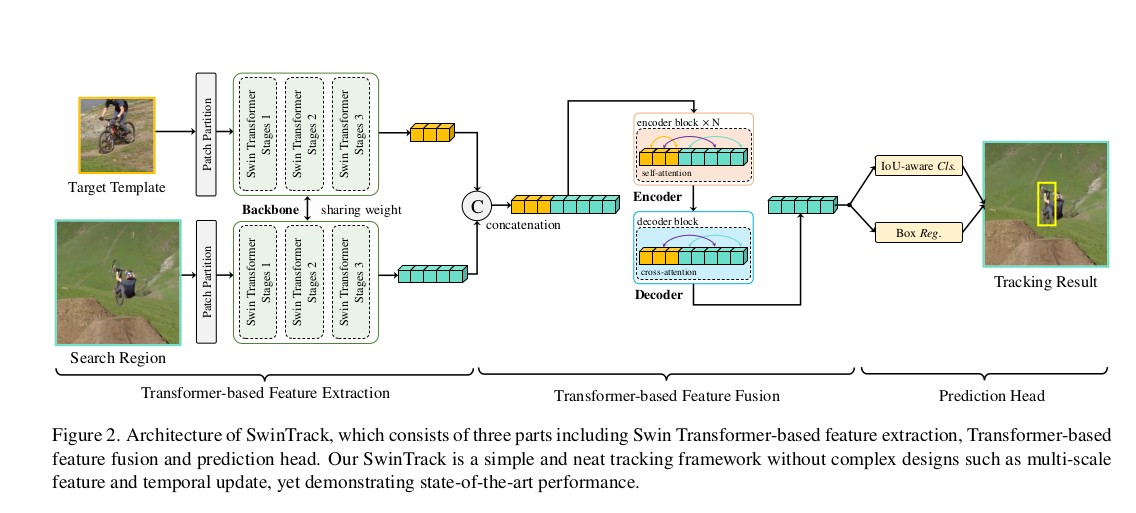 Target Template
Patch Partition
Swin Transformer
Stages 1
Swin Transformer
Stages 2
Swin Transformer
Stages 3
Backbone
sharing weight
Search Region
Patch Partition
Swin Transformer
Stages 1
Swin Transformer
Stages 2
Swin Transformer
Stages 3
C
concatenation
encoder block × N
self-attention
Encoder
decoder block
cross-attention
Decoder
IoU-aware Cls.
Box Reg.
Tracking Result
Transformer-based Feature Extraction
Transformer-based Feature Fusion
Prediction Head
Figure 2. Architecture of SwinTrack, which consists of three parts including Swin Transformer-based feature extraction, Transformer-based
feature fusion and prediction head. Our SwinTrack is a simple and neat tracking framework without complex designs such as multi-scale
feature and temporal update, yet demonstrating state-of-the-art performance.